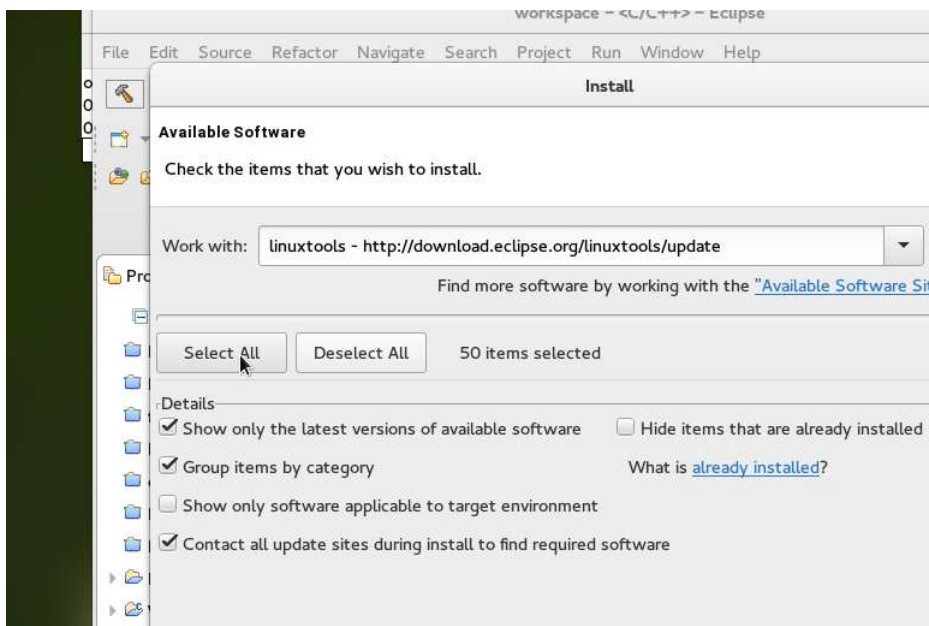 workspace - <C/C++> - Eclipse
File Edit Source Refactor Navigate Search Project Run Window Help
Install
Available Software
Check the items that you wish to install.
Work with: linuxtools - http://download.eclipse.org/linuxtools/update
Find more software by working with the "Available Software Si
Pro
Select All Deselect All 50 items selected
Details
Show only the latest versions of available software Hide items that are already installed
Group items by category What is already installed?
Show only software applicable to target environment
Contact all update sites during install to find required software